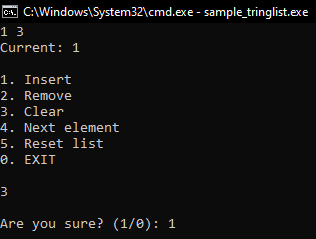 C:\Windows\System32\cmd.exe - sample_tringlist.exe
1 3
Current: 1
1. Insert
2. Remove
3. Clear
4. Next element
5. Reset list
0. EXIT
3
Are you sure? (1/0): 1